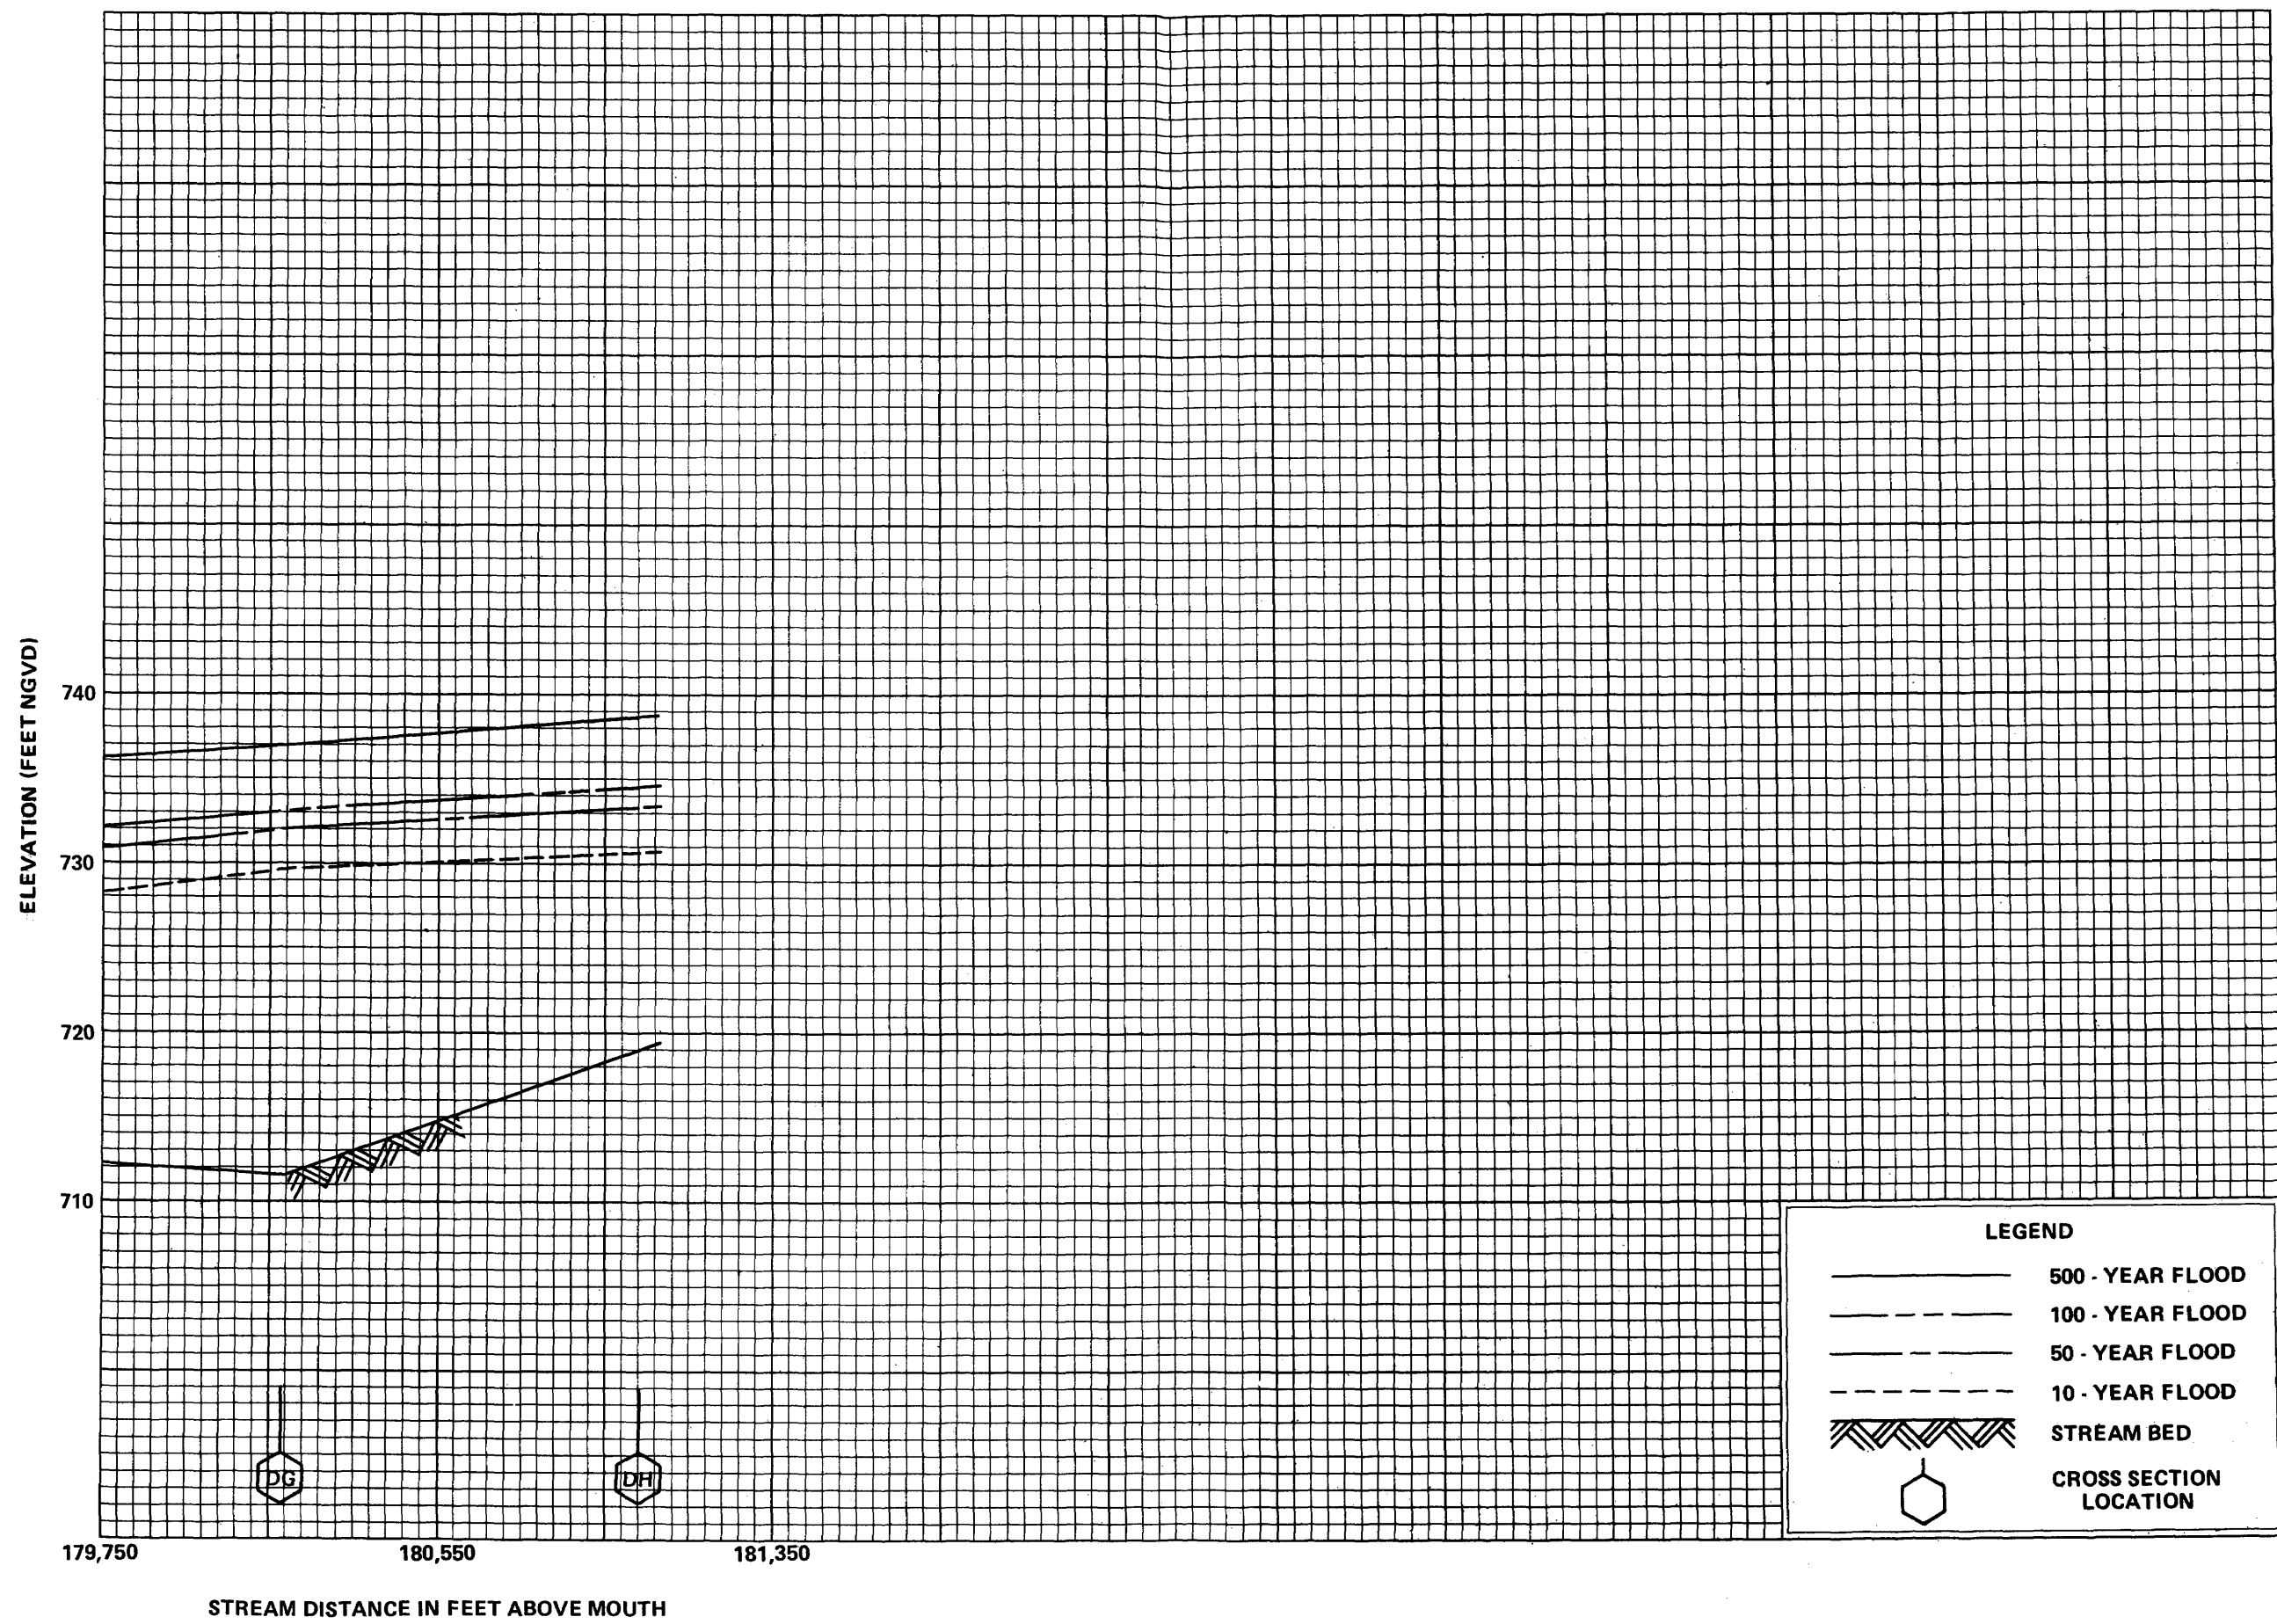 ELEVATION (FEET NGVD)
740
730
720
710
DG
DH
179,750
180,550
181,350
STREAM DISTANCE IN FEET ABOVE MOUTH
LEGEND
500 - YEAR FLOOD
100 - YEAR FLOOD
50 - YEAR FLOOD
10 - YEAR FLOOD
STREAM BED
CROSS SECTION
LOCATION